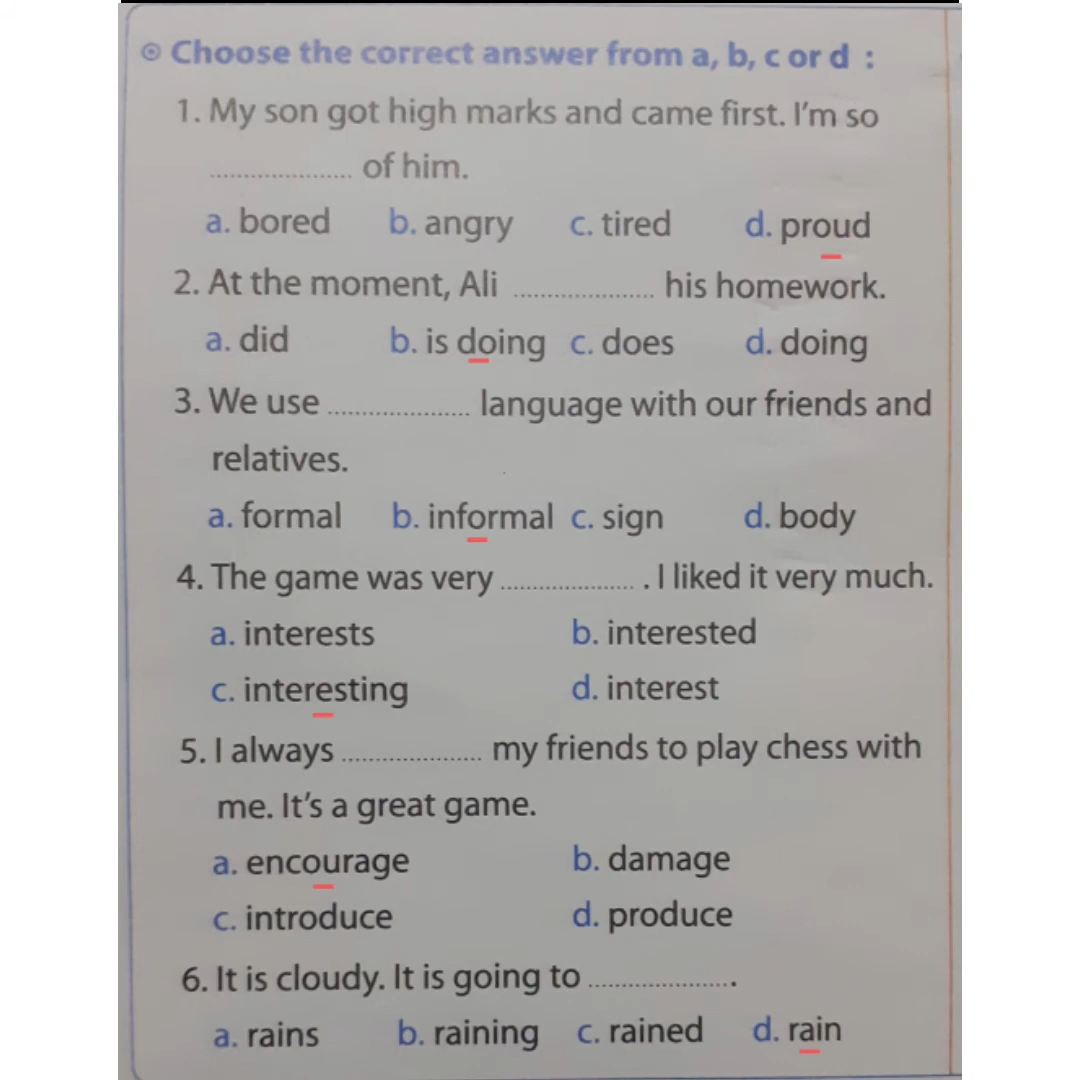 Choose the correct answer from a, b, c or d :
1. My son got high marks and came first. I'm so
.................... of him.
a. bored b. angry c. tired d. proud
2. At the moment, Ali .................... his homework.
a. did b. is doing c. does d. doing
3. We use .................... language with our friends and
relatives.
a. formal b. informal c. sign d. body
4. The game was very .................... . I liked it very much.
a. interests b. interested
c. interesting d. interest
5. I always .................... my friends to play chess with
me. It's a great game.
a. encourage b. damage
c. introduce d. produce
6. It is cloudy. It is going to .................... .
a. rains b. raining c. rained d. rain